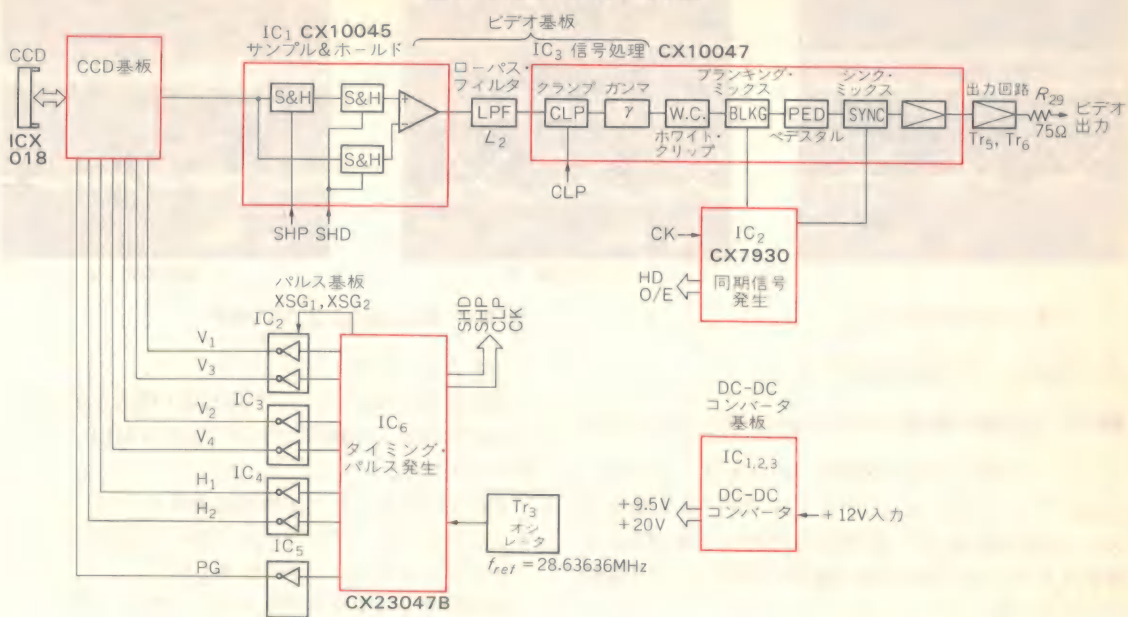 ビデオ基板
IC₁ CX10045
サンプル&ホールド
IC₃ 信号処理 CX10047
CCD
ICX
018
CCD基板
S&H
S&H
S&H
+
SHP
SHD
ローパス・
フィルタ
LPF
L₂
クランプ
CLP
CLP
ガンマ
γ
W.C.
ホワイト・
クリップ
ブランキング・
ミックス
BLKG
PED
ペデスタル
シンク・
ミックス
SYNC
出力回路
Tr₅, Tr₆
R₂₉
75Ω
ビデオ
出力
CK
HD
O/E
IC₂
CX7930
同期信号
発生
パルス基板
XSG₁, XSG₂
IC₂
V₁
V₃
IC₃
V₂
V₄
IC₄
H₁
H₂
IC₅
PG
IC₆
タイミング・
パルス発生
CX23047B
SHD
SHP
CLP
CK
Tr₃
オシ
レータ
f_ret = 28.63636MHz
DC-DC
コンバータ
基板
IC₁,₂,₃
DC-DC
コンバータ
+9.5V
+20V
+12V入力